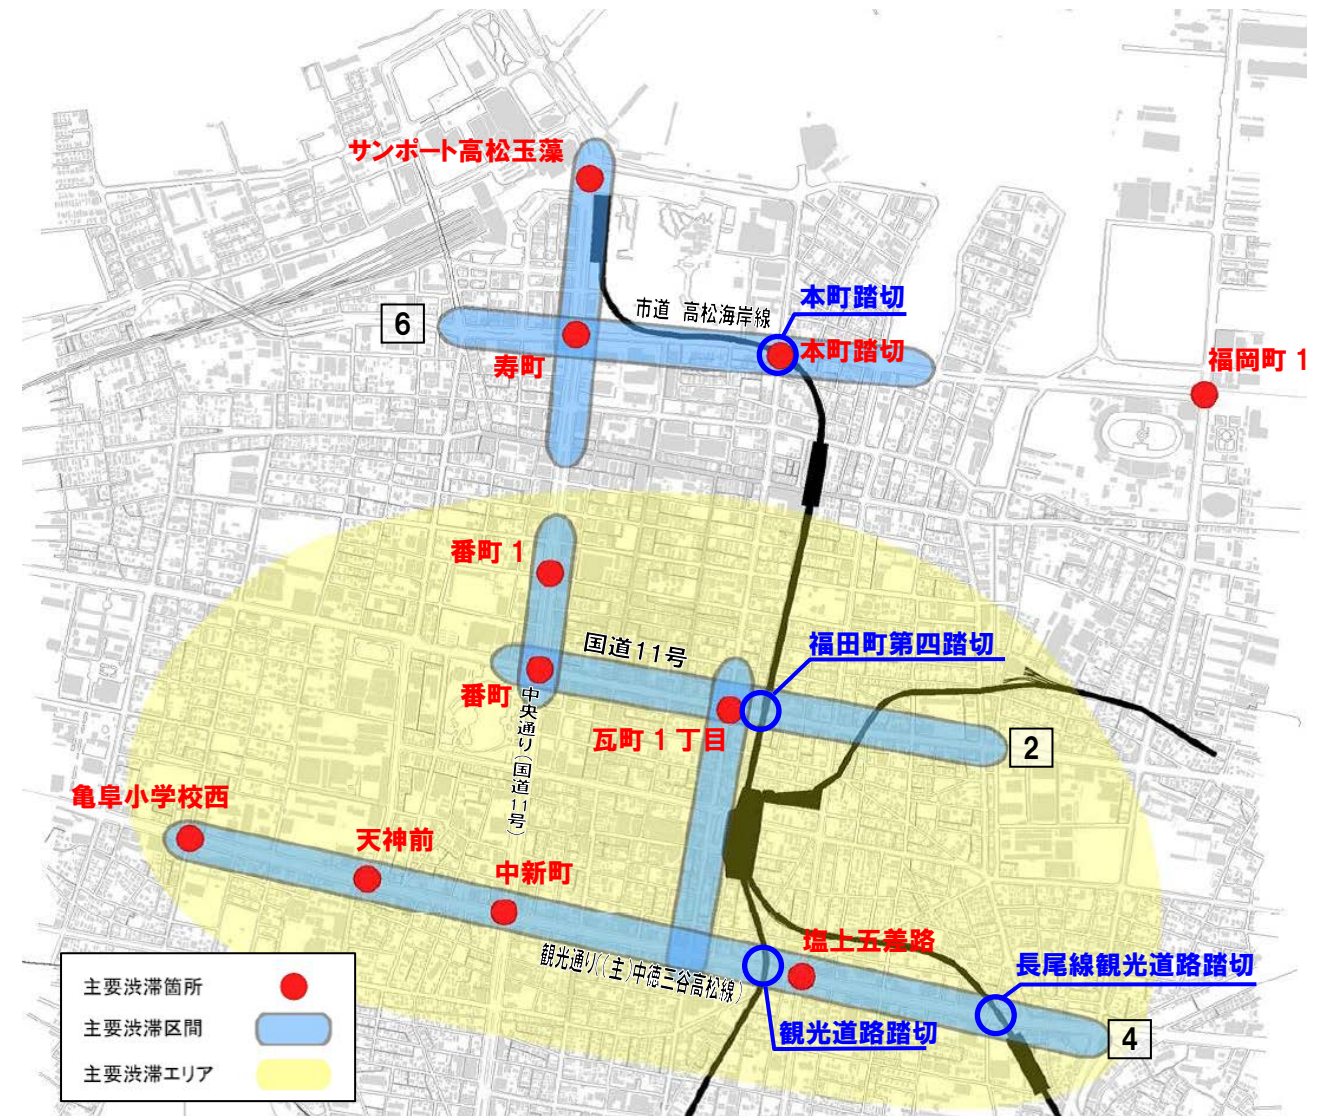 サンポート高松玉藻
本町踏切
市道 高松海岸線
6
本町踏切
寿町
福岡町 1
番町 1
国道11号
福田町第四踏切
番町
中央通り(国道11号)
瓦町 1 丁目
2
亀阜小学校西
天神前
中新町
塩上五差路
観光通り((主)中徳三谷高松線)
長尾線観光道路踏切
観光道路踏切
4
主要渋滞箇所
主要渋滞区間
主要渋滞エリア